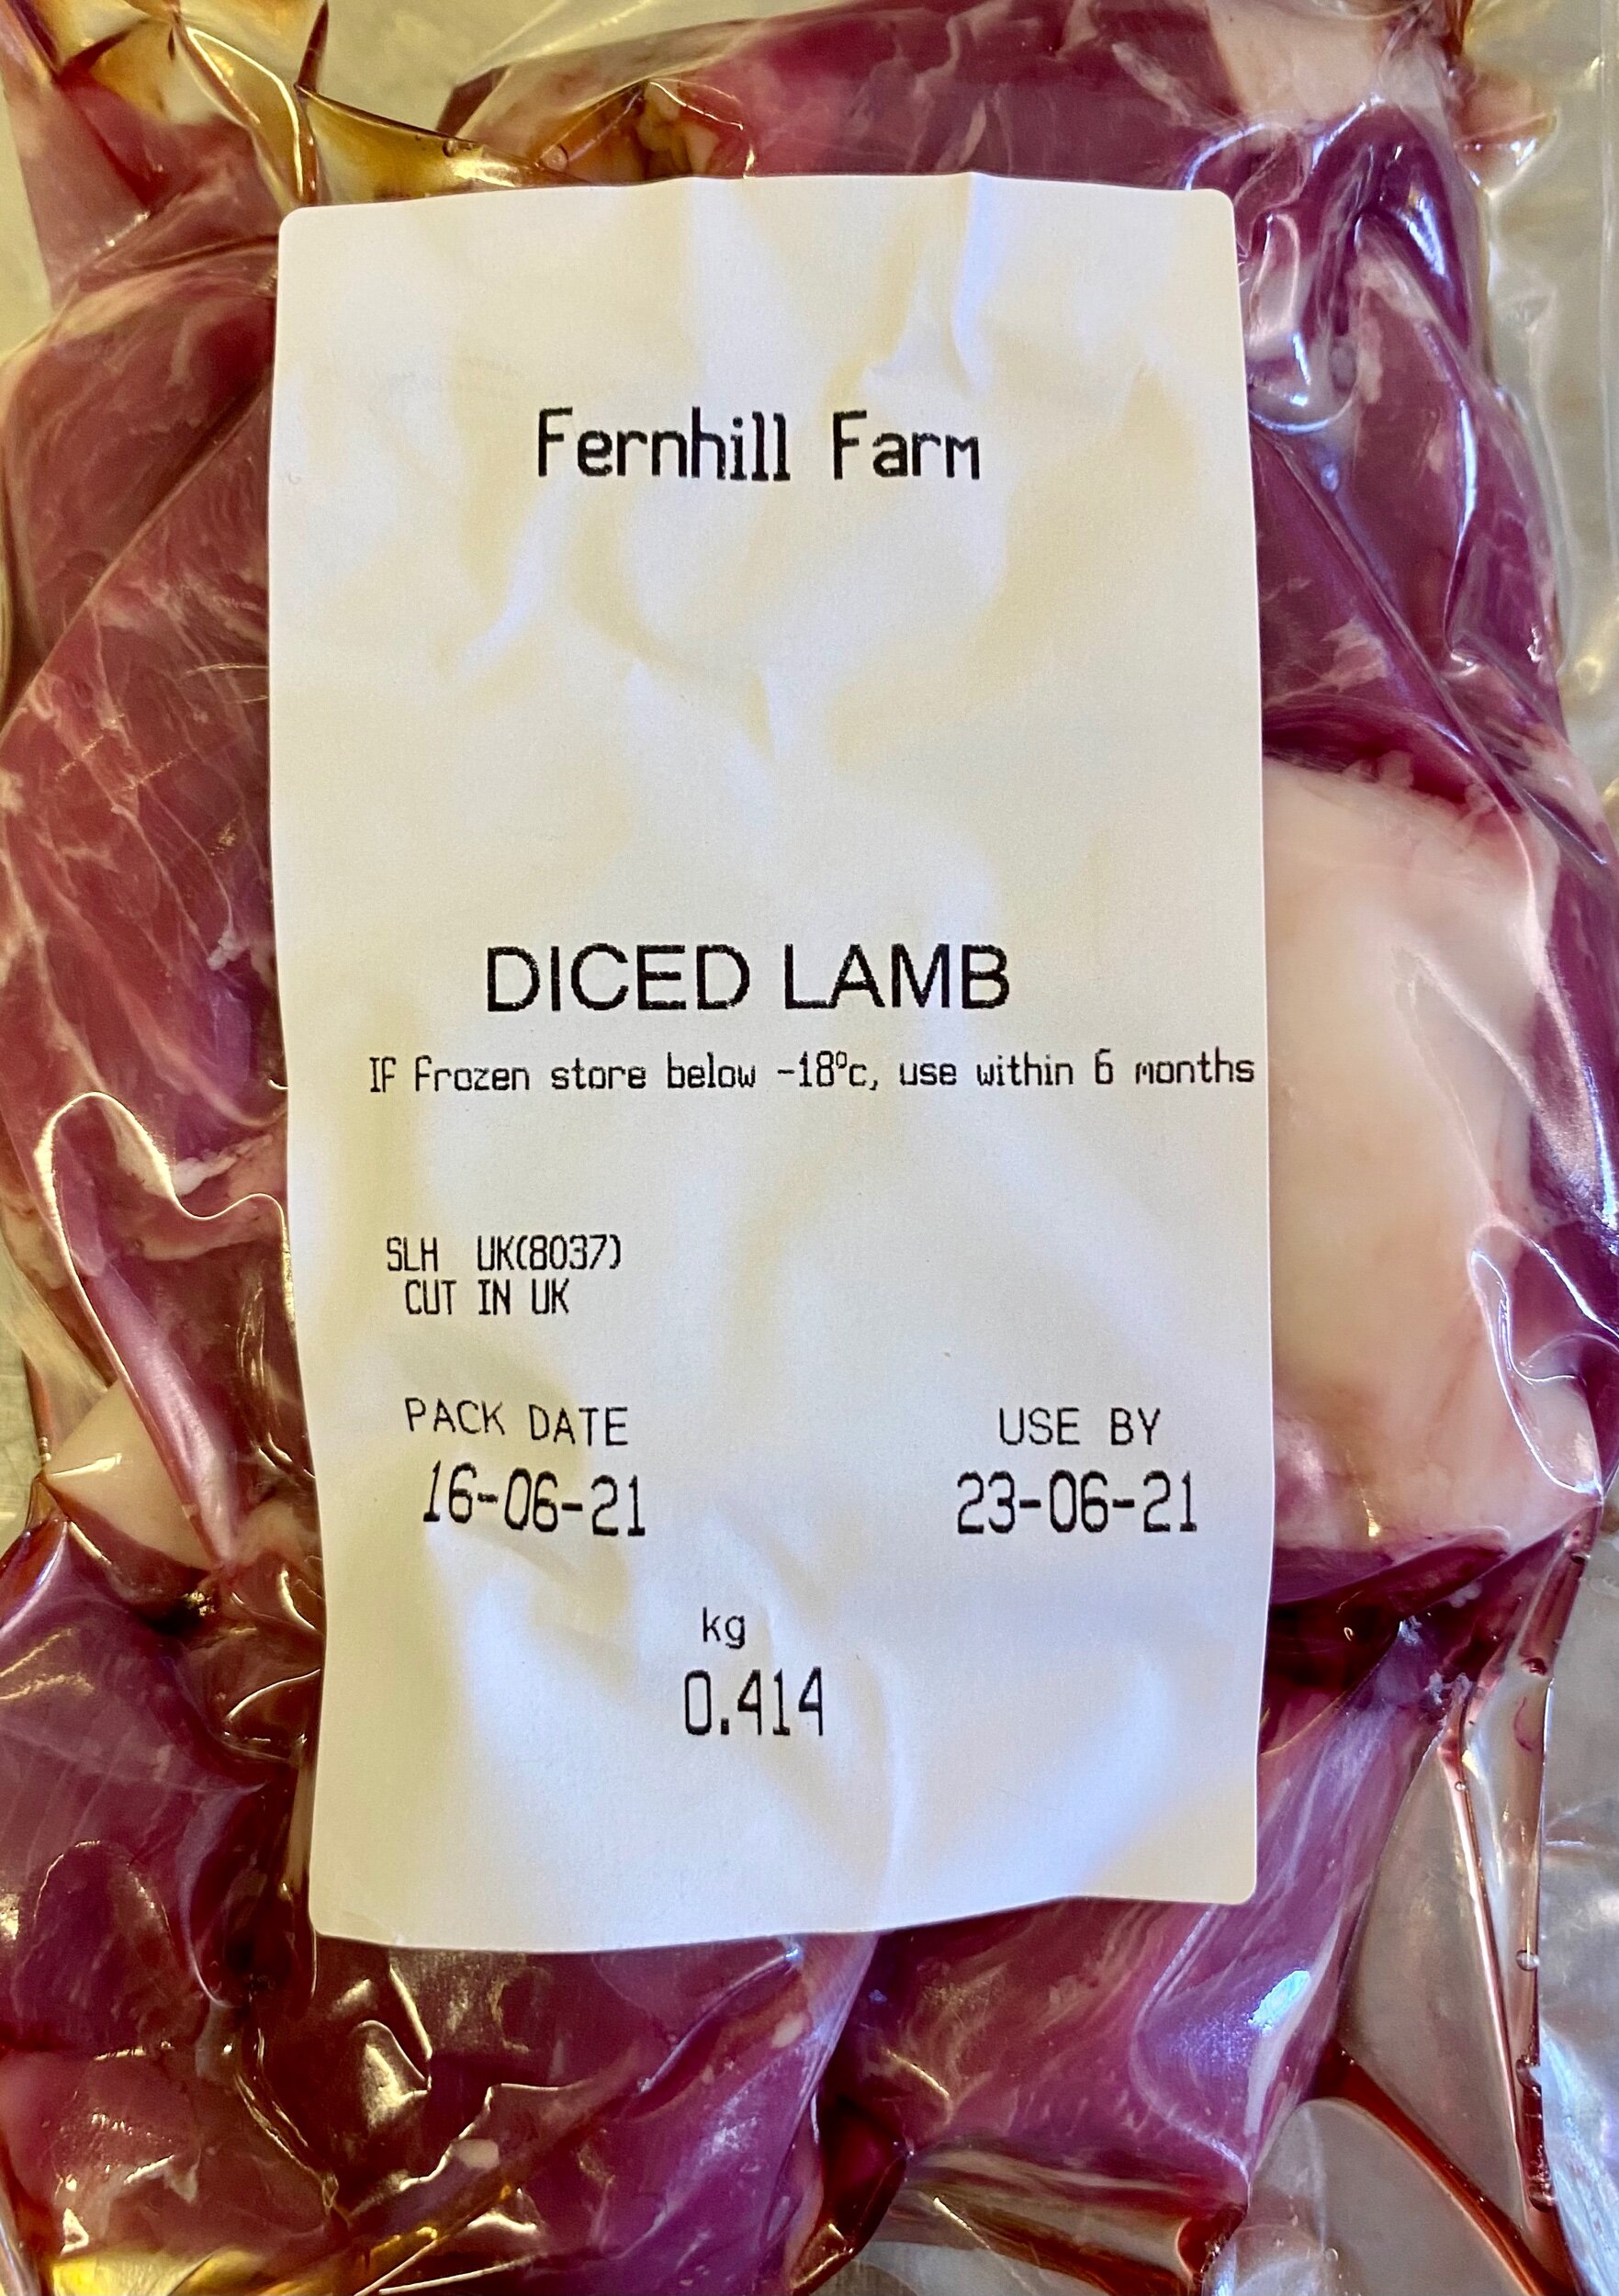 Fernhill Farm
DICED LAMB
If frozen store below -18ºc, use within 6 months
SLH UK(8037)
CUT IN UK
PACK DATE USE BY
16-06-21 23-06-21
kg
0.414